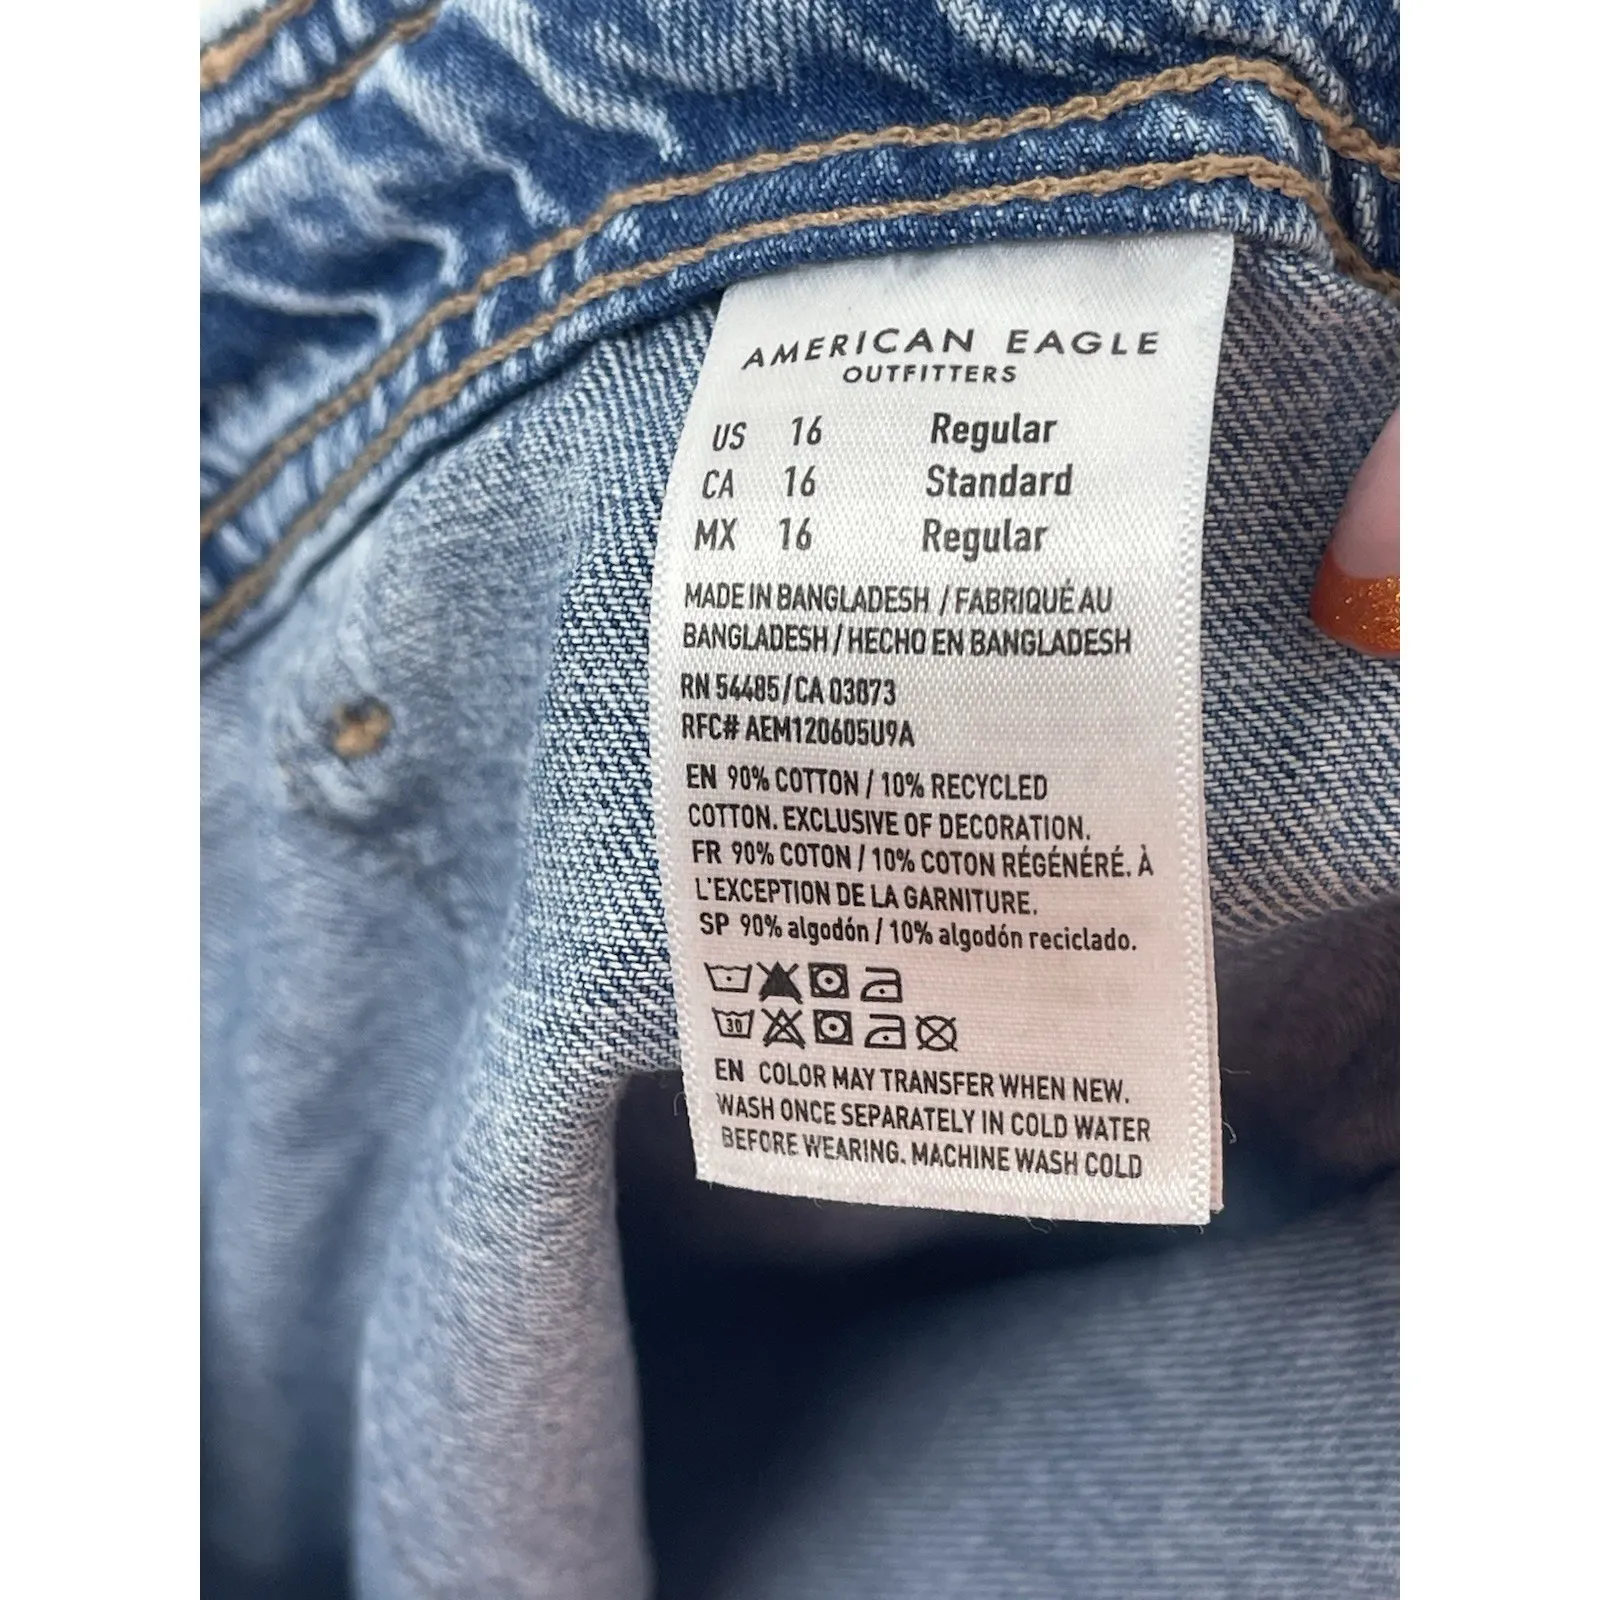 AMERICAN EAGLE
OUTFITTERS
US 16 Regular
CA 16 Standard
MX 16 Regular
MADE IN BANGLADESH / FABRIQUÉ AU
BANGLADESH / HECHO EN BANGLADESH
RN 54485/CA 03873
RFC# AEM120605U9A
EN 90% COTTON / 10% RECYCLED
COTTON. EXCLUSIVE OF DECORATION.
FR 90% COTON / 10% COTON RÉGÉNÉRÉ. À
L'EXCEPTION DE LA GARNITURE.
SP 90% algodón / 10% algodón reciclado.
30
EN COLOR MAY TRANSFER WHEN NEW.
WASH ONCE SEPARATELY IN COLD WATER
BEFORE WEARING. MACHINE WASH COLD